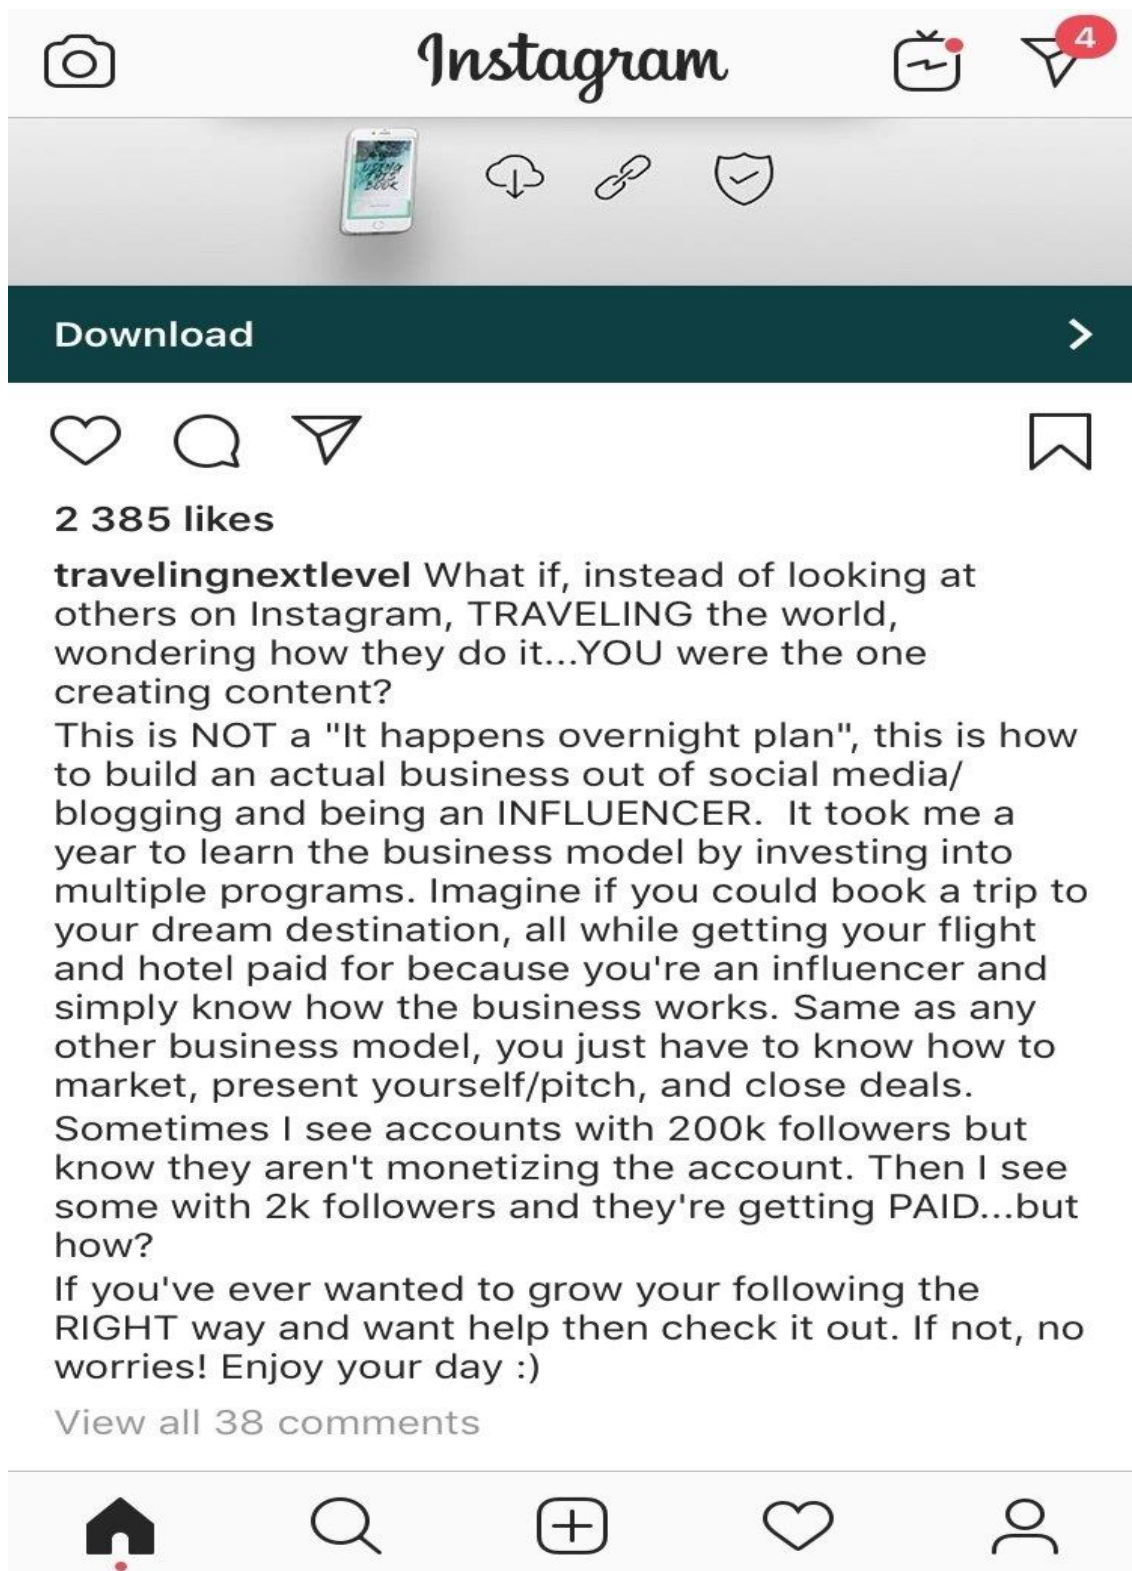 Instagram
4
USING
THIS
BOOK
Download
2 385 likes
travelingnextlevel What if, instead of looking at
others on Instagram, TRAVELING the world,
wondering how they do it...YOU were the one
creating content?
This is NOT a "It happens overnight plan", this is how
to build an actual business out of social media/
blogging and being an INFLUENCER.  It took me a
year to learn the business model by investing into
multiple programs. Imagine if you could book a trip to
your dream destination, all while getting your flight
and hotel paid for because you're an influencer and
simply know how the business works. Same as any
other business model, you just have to know how to
market, present yourself/pitch, and close deals.
Sometimes I see accounts with 200k followers but
know they aren't monetizing the account. Then I see
some with 2k followers and they're getting PAID...but
how?
If you've ever wanted to grow your following the
RIGHT way and want help then check it out. If not, no
worries! Enjoy your day :)
View all 38 comments